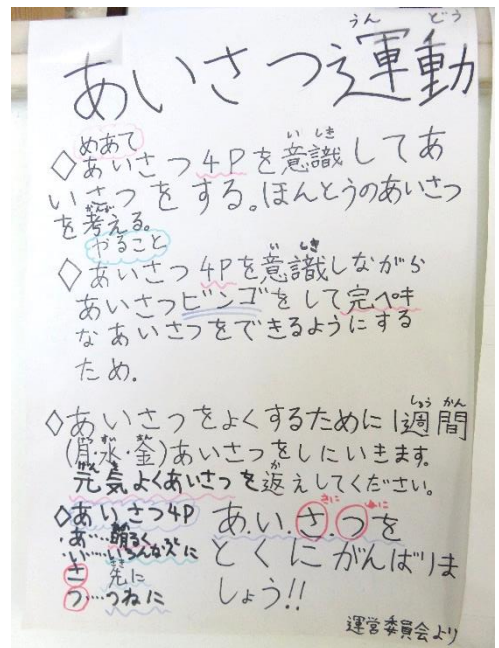 あいさつ運動
めあて
◇あいさつ4Pを意識してあ
いさつをする。ほんとうのあいさつ
を考える。
やること
◇あいさつ4Pを意識しながら
あいさつビンゴをして完ペキ
なあいさつをできるようにする
ため.
◇あいさつをよくするために1週間
(月・水・金)あいさつをしにいきます。
元気よくあいさつを返えしてください。
◇あいさつ4P
あ…明るく
い…いろんな人に
さ…先に
つ…つねに
あ.い.さ.つを
とくにがんばりま
しょう!!
運営委員会より